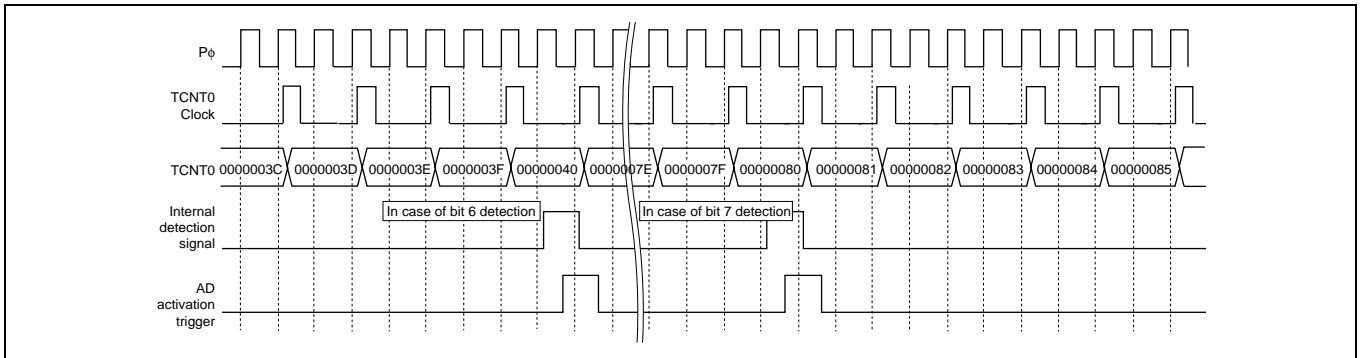 Pφ
TCNT0
Clock
TCNT0 0000003C 0000003D 0000003E 0000003F 00000040 0000007E 0000007F 00000080 00000081 00000082 00000083 00000084 00000085
Internal
detection
signal
In case of bit 6 detection In case of bit 7 detection
AD
activation
trigger